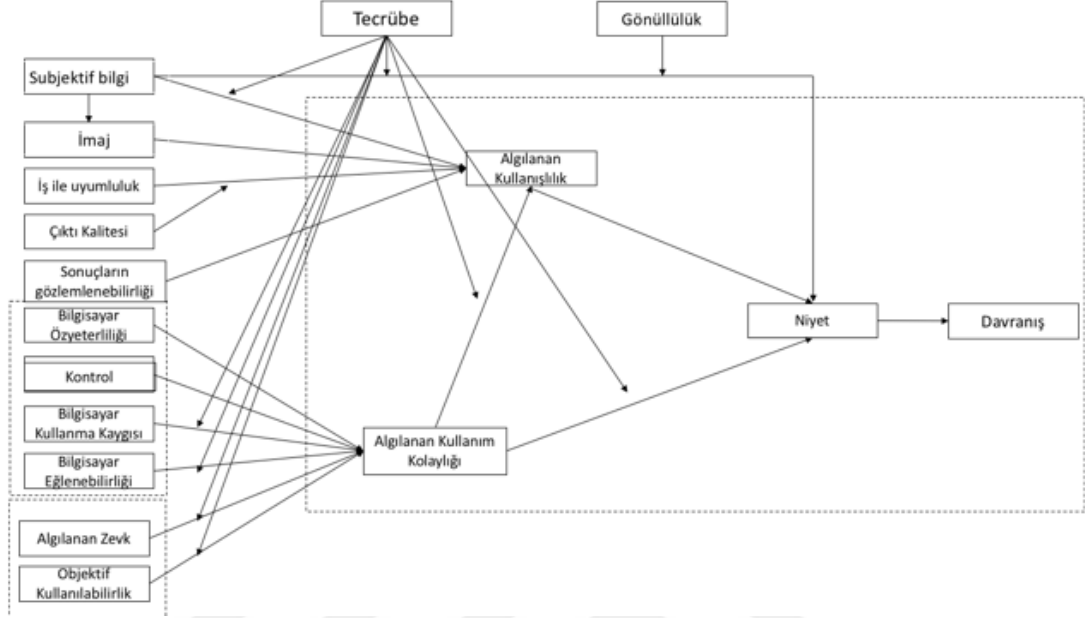 Tecrübe
Gönüllülük
Subjektif bilgi
İmaj
İş ile uyumluluk
Çıktı Kalitesi
Sonuçların
gözlemlenebilirliği
Bilgisayar
Özyeterliliği
Kontrol
Bilgisayar
Kullanma Kaygısı
Bilgisayar
Eğlenebilirliği
Algılanan Zevk
Objektif
Kullanılabilirlik
Algılanan
Kullanışlılık
Algılanan Kullanım
Kolaylığı
Niyet
Davranış